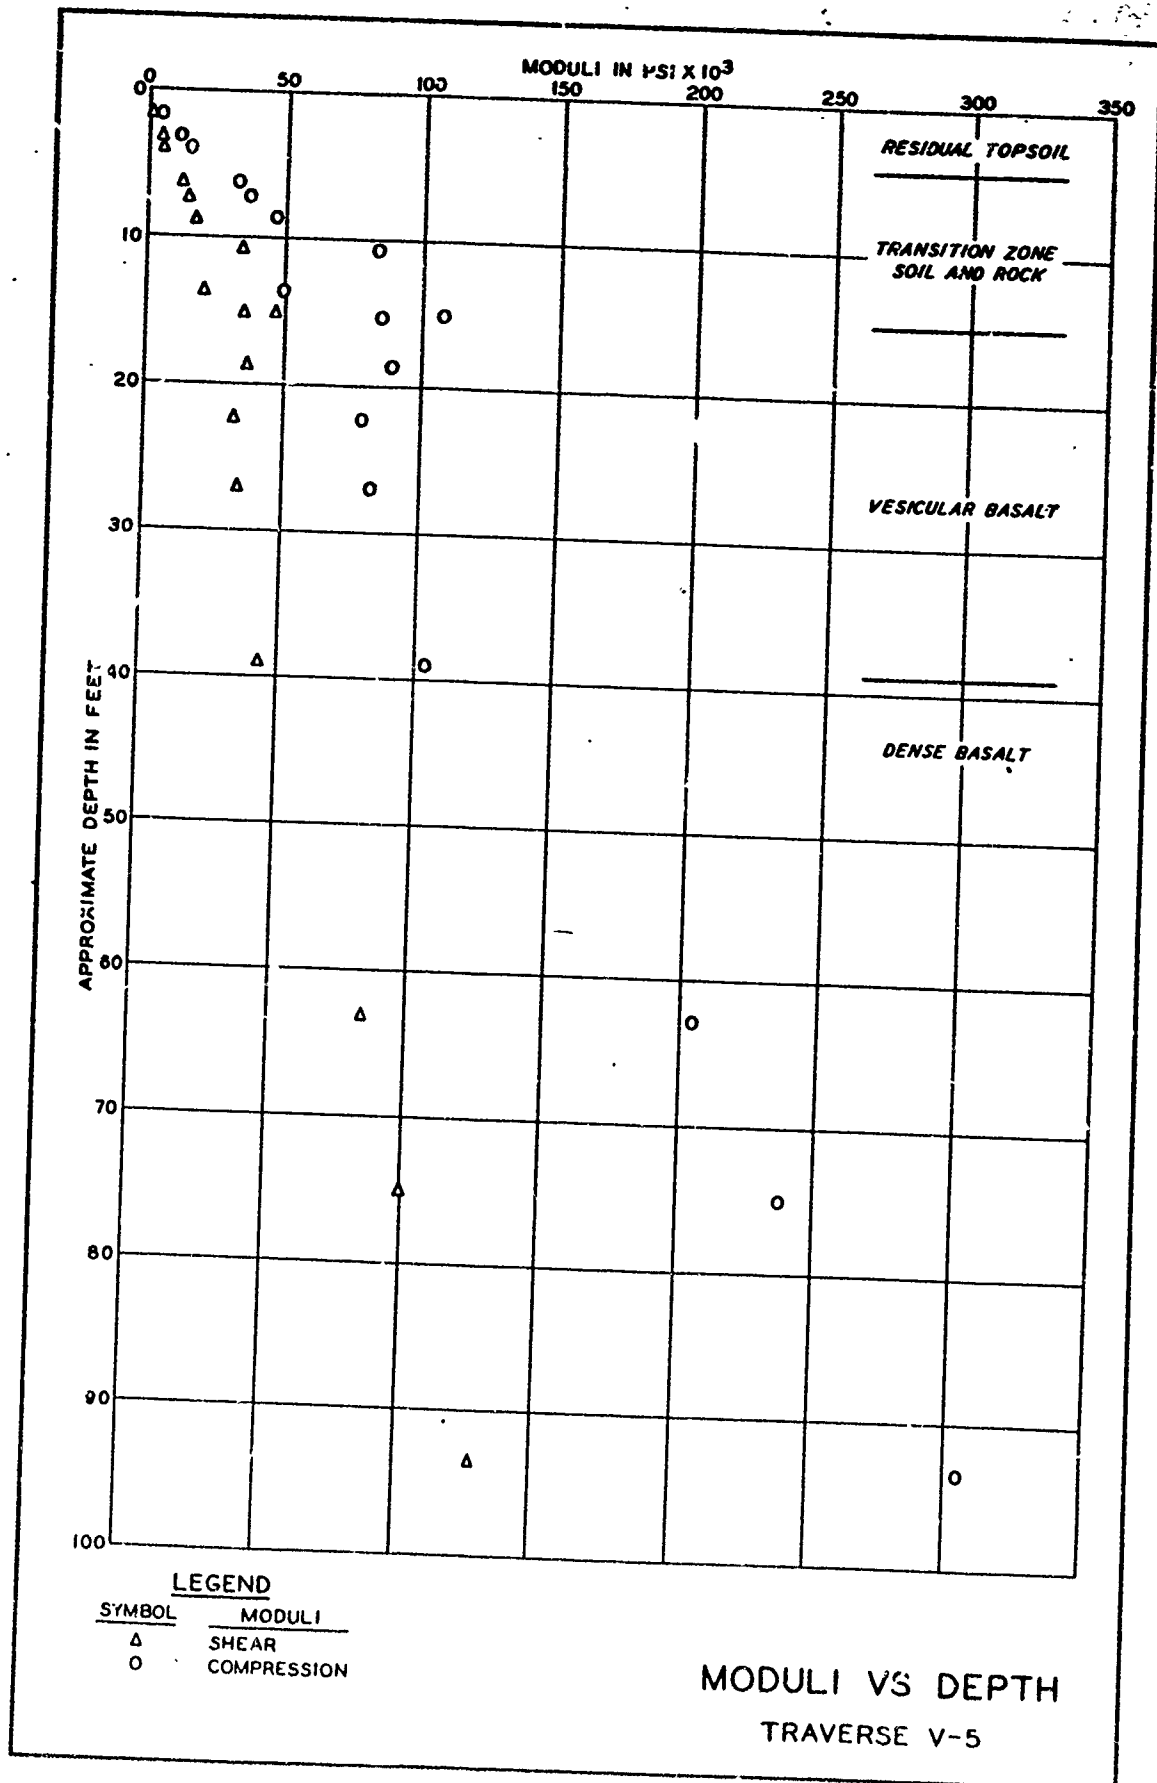 MODULI IN PSI X 10³
0 50 100 150 200 250 300 350
0
10
20
30
40
50
60
70
80
90
100
APPROXIMATE DEPTH IN FEET
RESIDUAL TOPSOIL
TRANSITION ZONE
SOIL AND ROCK
VESICULAR BASALT
DENSE BASALT
LEGEND
SYMBOL MODULI
Δ SHEAR
O COMPRESSION
MODULI VS DEPTH
TRAVERSE V-5